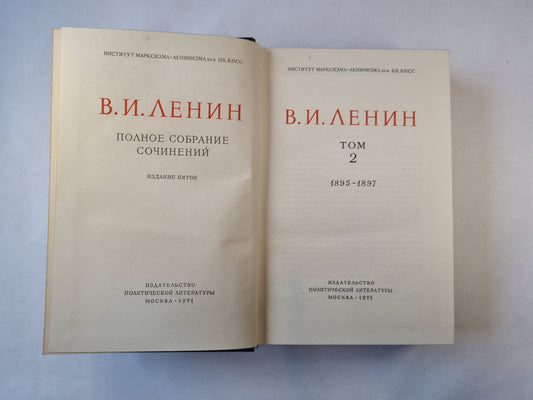 ИНСТИТУТ МАРКСИЗМА-ЛЕНИНИЗМА при ЦК КПСС
В.И.ЛЕНИН
ПОЛНОЕ СОБРАНИЕ
СОЧИНЕНИЙ
ИЗДАНИЕ ПЯТОЕ
ИЗДАТЕЛЬСТВО
ПОЛИТИЧЕСКОЙ ЛИТЕРАТУРЫ
МОСКВА · 1971
ИНСТИТУТ МАРКСИЗМА-ЛЕНИНИЗМА при ЦК КПСС
В.И.ЛЕНИН
ТОМ
2
1895–1897
ИЗДАТЕЛЬСТВО
ПОЛИТИЧЕСКОЙ ЛИТЕРАТУРЫ
МОСКВА · 1971